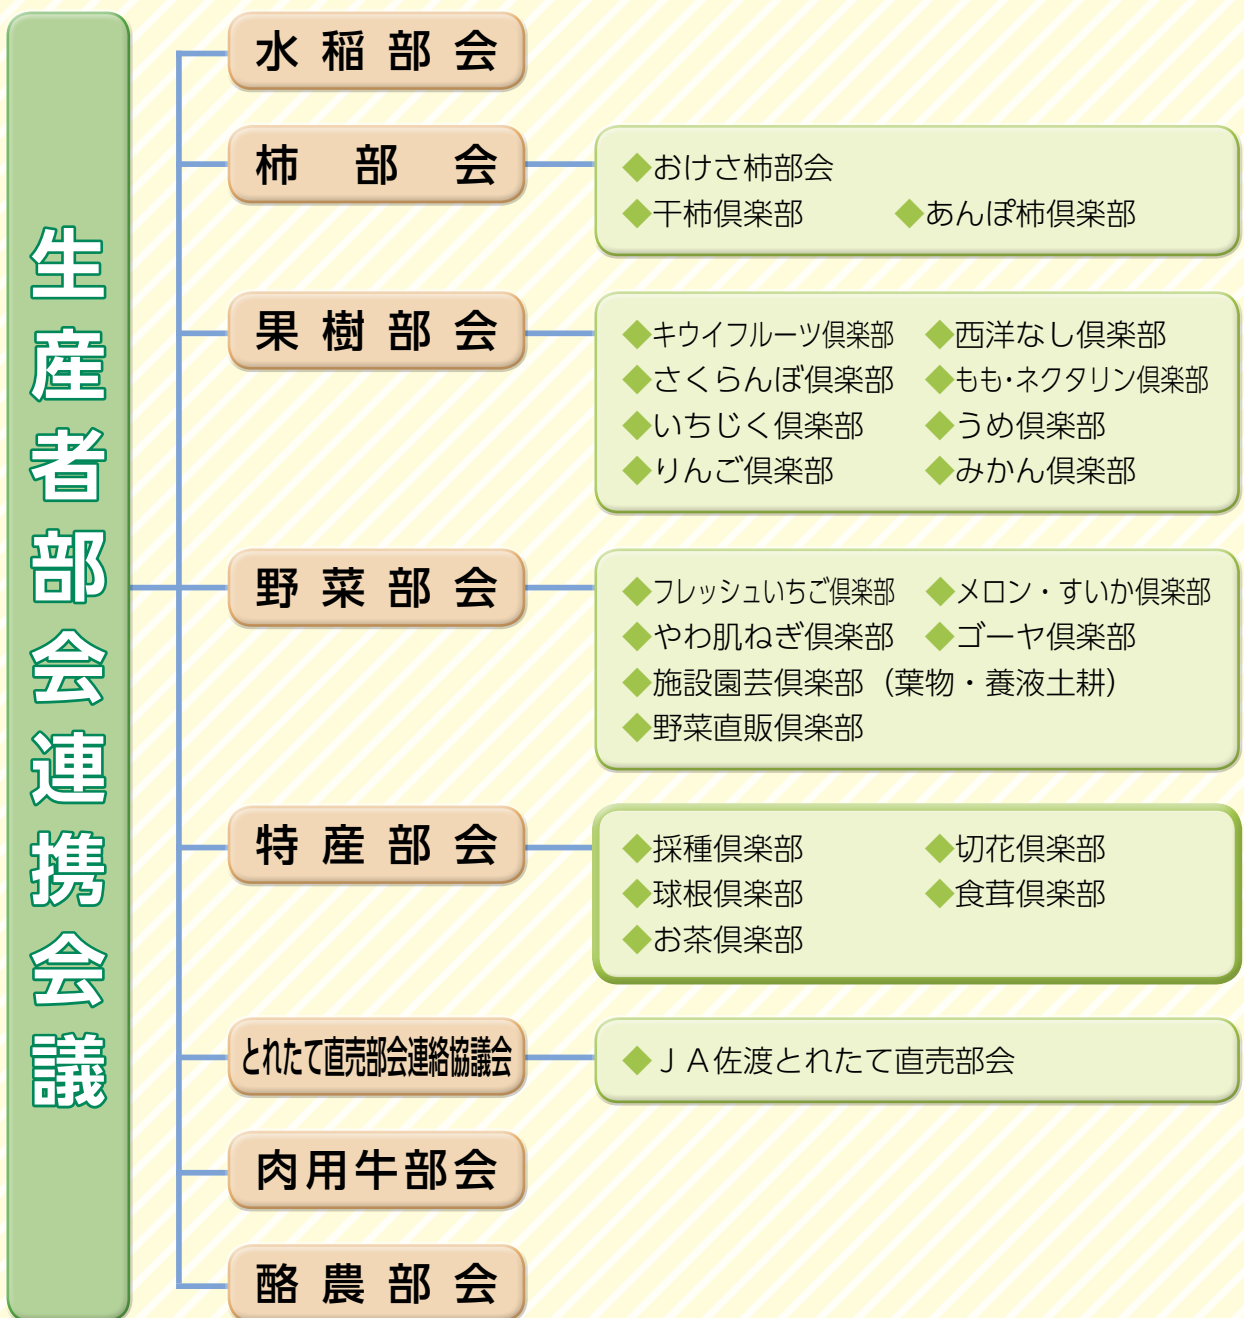 生産者部会連携会議
水稲部会
柿部会
◆おけさ柿部会
◆干柿倶楽部 ◆あんぽ柿倶楽部
果樹部会
◆キウイフルーツ倶楽部 ◆西洋なし倶楽部
◆さくらんぼ倶楽部 ◆もも・ネクタリン倶楽部
◆いちじく倶楽部 ◆うめ倶楽部
◆りんご倶楽部 ◆みかん倶楽部
野菜部会
◆フレッシュいちご倶楽部 ◆メロン・すいか倶楽部
◆やわ肌ねぎ倶楽部 ◆ゴーヤ倶楽部
◆施設園芸倶楽部（葉物・養液土耕）
◆野菜直販倶楽部
特産部会
◆採種倶楽部 ◆切花倶楽部
◆球根倶楽部 ◆食茸倶楽部
◆お茶倶楽部
とれたて直売部会連絡協議会
◆ＪＡ佐渡とれたて直売部会
肉用牛部会
酪農部会